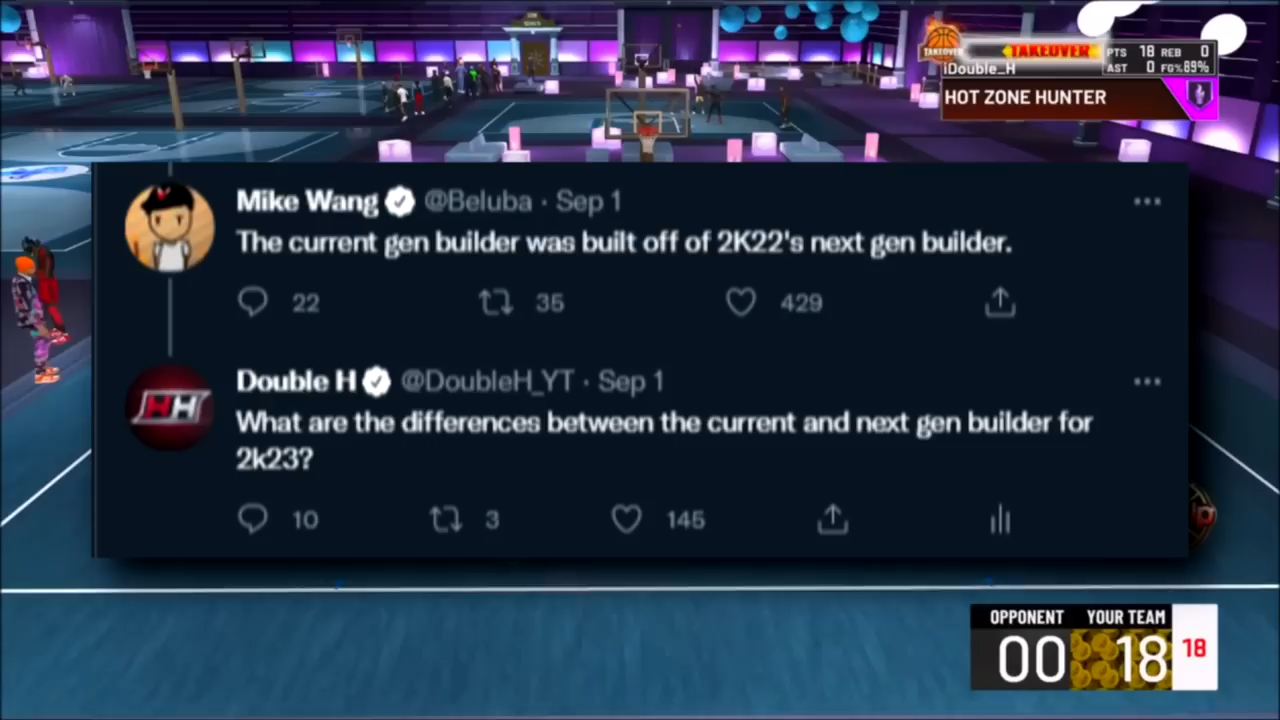 TAKEOVER TAKEOVER PTS 18 REB 0
iDouble_H AST 0 FG% 89%
HOT ZONE HUNTER
Mike Wang @Beluba · Sep 1
The current gen builder was built off of 2K22's next gen builder.
22 35 429
HH
Double H @DoubleH_YT · Sep 1
What are the differences between the current and next gen builder for
2k23?
10 3 145
OPPONENT YOUR TEAM
00 18 18